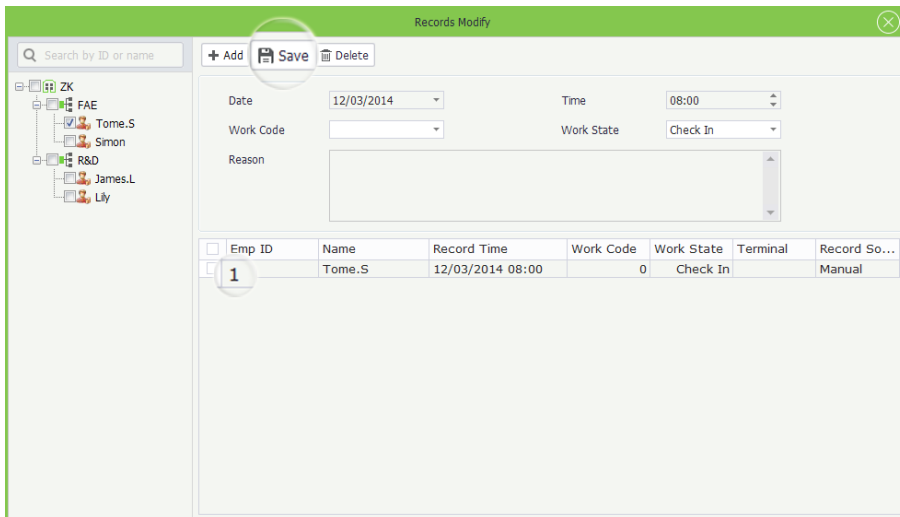 Records Modify
Search by ID or name
Add Save Delete
ZK
FAE
Tome.S
Simon
R&D
James.L
Lily
Date 12/03/2014 Time 08:00
Work Code Work State Check In
Reason
Emp ID Name Record Time Work Code Work State Terminal Record So...
1 Tome.S 12/03/2014 08:00 0 Check In Manual